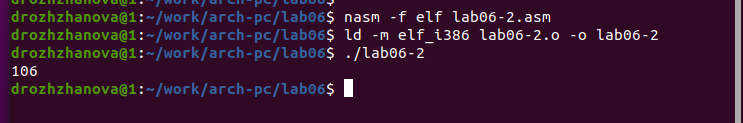 drozhzhanova@1:~/work/arch-pc/lab06$ nasm -f elf lab06-2.asm
drozhzhanova@1:~/work/arch-pc/lab06$ ld -m elf_i386 lab06-2.o -o lab06-2
drozhzhanova@1:~/work/arch-pc/lab06$ ./lab06-2
106
drozhzhanova@1:~/work/arch-pc/lab06$